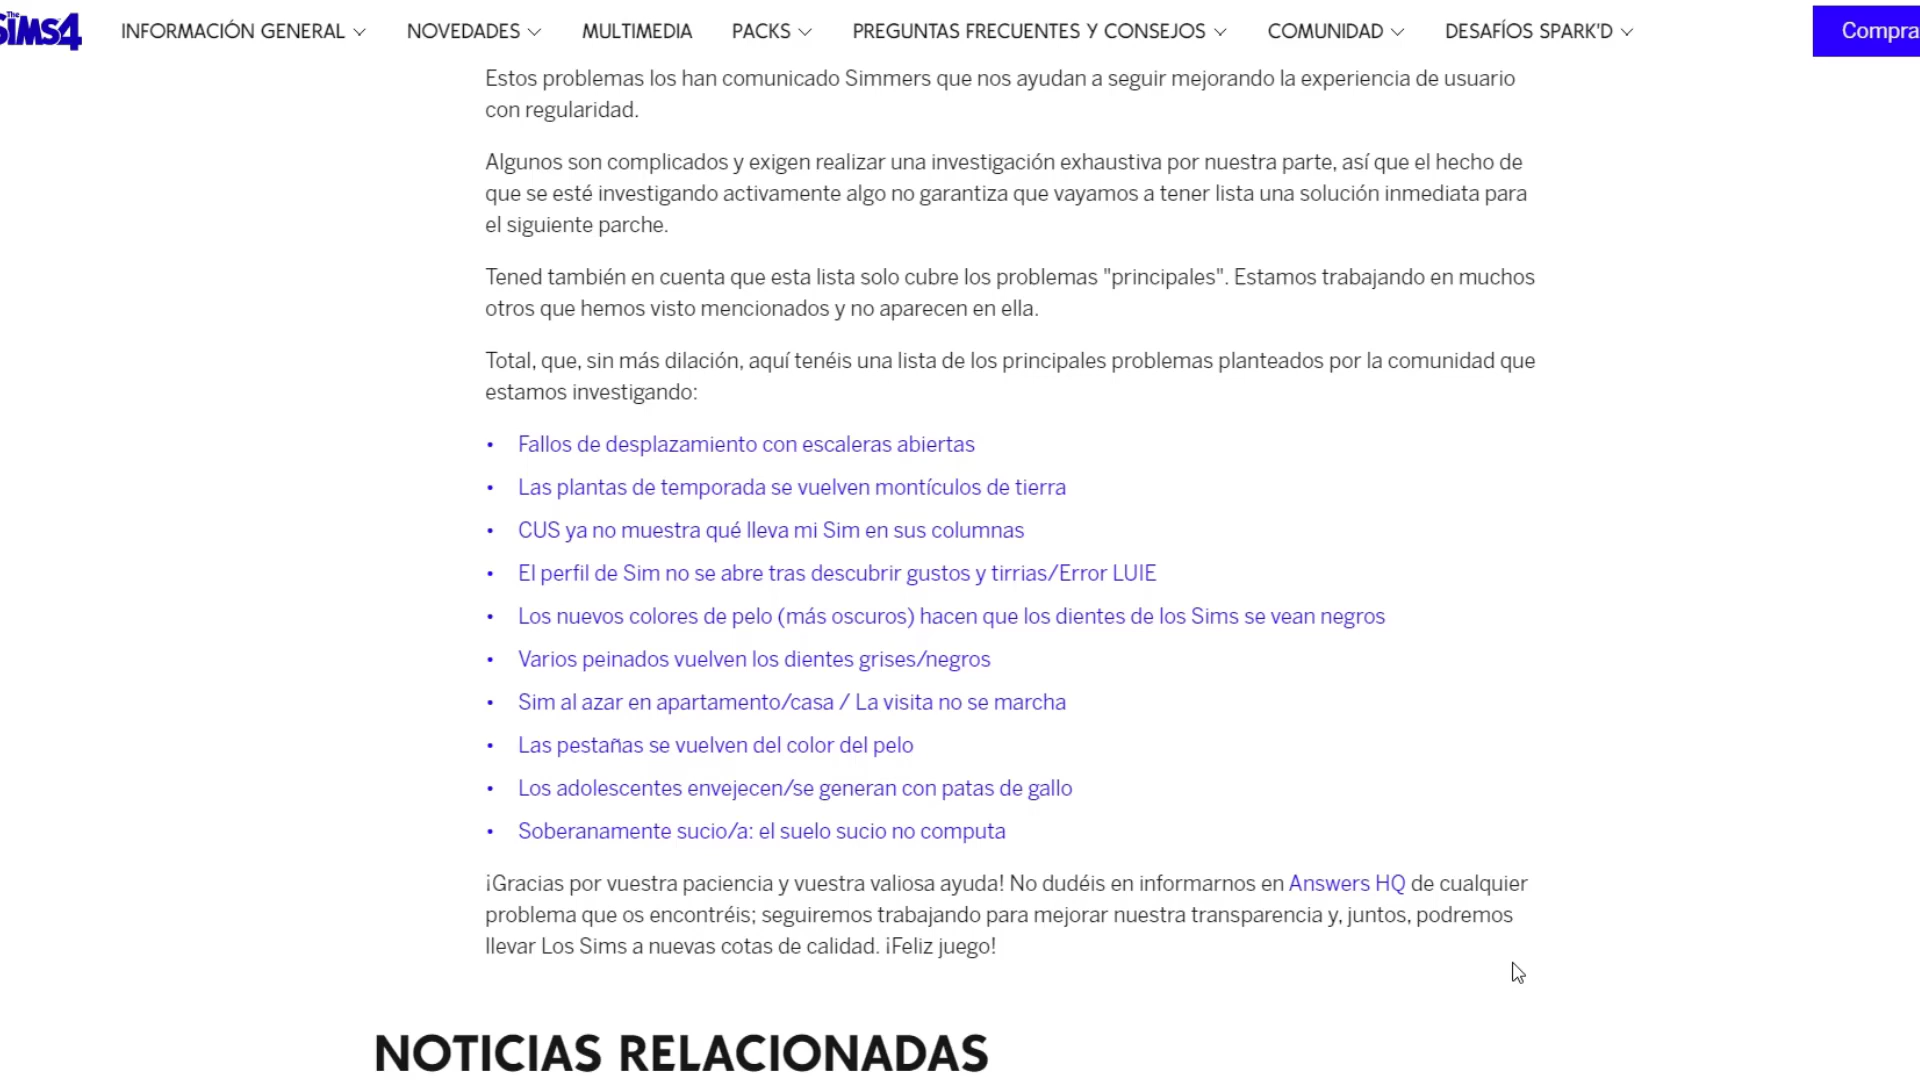 The Sims 4
INFORMACIÓN GENERAL
NOVEDADES
MULTIMEDIA
PACKS
PREGUNTAS FRECUENTES Y CONSEJOS
COMUNIDAD
DESAFÍOS SPARK'D
Compra
Estos problemas los han comunicado Simmers que nos ayudan a seguir mejorando la experiencia de usuario
con regularidad.
Algunos son complicados y exigen realizar una investigación exhaustiva por nuestra parte, así que el hecho de
que se esté investigando activamente algo no garantiza que vayamos a tener lista una solución inmediata para
el siguiente parche.
Tened también en cuenta que esta lista solo cubre los problemas "principales". Estamos trabajando en muchos
otros que hemos visto mencionados y no aparecen en ella.
Total, que, sin más dilación, aquí tenéis una lista de los principales problemas planteados por la comunidad que
estamos investigando:
• Fallos de desplazamiento con escaleras abiertas
• Las plantas de temporada se vuelven montículos de tierra
• CUS ya no muestra qué lleva mi Sim en sus columnas
• El perfil de Sim no se abre tras descubrir gustos y tirrias/Error LUIE
• Los nuevos colores de pelo (más oscuros) hacen que los dientes de los Sims se vean negros
• Varios peinados vuelven los dientes grises/negros
• Sim al azar en apartamento/casa / La visita no se marcha
• Las pestañas se vuelven del color del pelo
• Los adolescentes envejecen/se generan con patas de gallo
• Soberanamente sucio/a: el suelo sucio no computa
¡Gracias por vuestra paciencia y vuestra valiosa ayuda! No dudéis en informarnos en Answers HQ de cualquier
problema que os encontréis; seguiremos trabajando para mejorar nuestra transparencia y, juntos, podremos
llevar Los Sims a nuevas cotas de calidad. ¡Feliz juego!
NOTICIAS RELACIONADAS